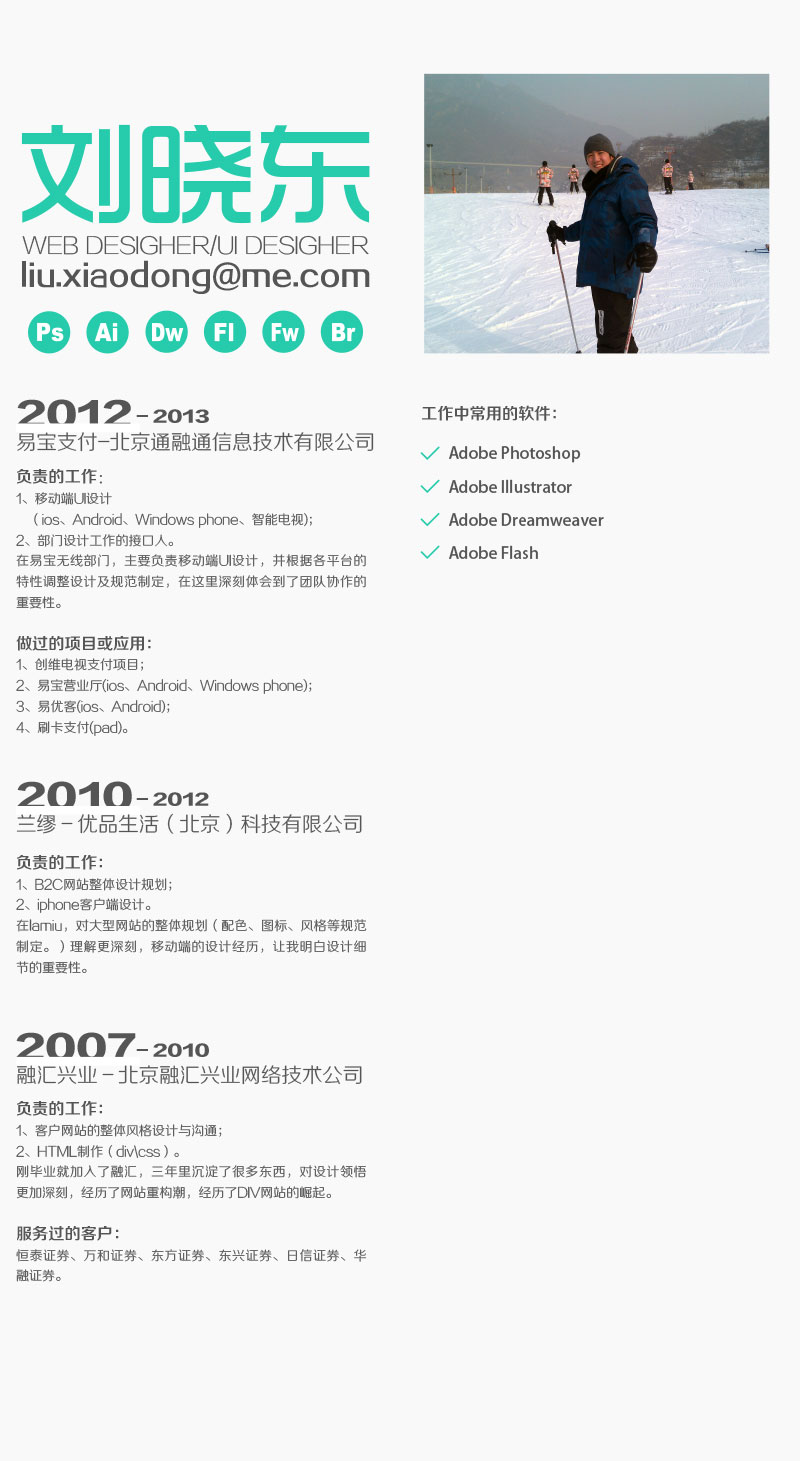 刘晓东
WEB DESIGHER/UI DESIGHER
liu.xiaodong@me.com
Ps Ai Dw Fl Fw Br
2012-2013
易宝支付-北京通融通信息技术有限公司
负责的工作:
1、移动端UI设计
（ios、Android、Windows phone、智能电视);
2、部门设计工作的接口人。
在易宝无线部门，主要负责移动端UI设计，并根据各平台的
特性调整设计及规范制定，在这里深刻体会到了团队协作的
重要性。
做过的项目或应用:
1、创维电视支付项目;
2、易宝营业厅(ios、Android、Windows phone);
3、易优客(ios、Android);
4、刷卡支付(pad)。
2010-2012
兰缪-优品生活（北京）科技有限公司
负责的工作:
1、B2C网站整体设计规划;
2、iphone客户端设计。
在lamiu，对大型网站的整体规划（配色、图标、风格等规范
制定。）理解更深刻，移动端的设计经历，让我明白设计细
节的重要性。
2007-2010
融汇兴业-北京融汇兴业网络技术公司
负责的工作:
1、客户网站的整体风格设计与沟通;
2、HTML制作（div\css）。
刚毕业就加入了融汇，三年里沉淀了很多东西，对设计领悟
更加深刻，经历了网站重构潮，经历了DIV网站的崛起。
服务过的客户:
恒泰证券、万和证券、东方证券、东兴证券、日信证券、华
融证券。
工作中常用的软件:
Adobe Photoshop
Adobe Illustrator
Adobe Dreamweaver
Adobe Flash